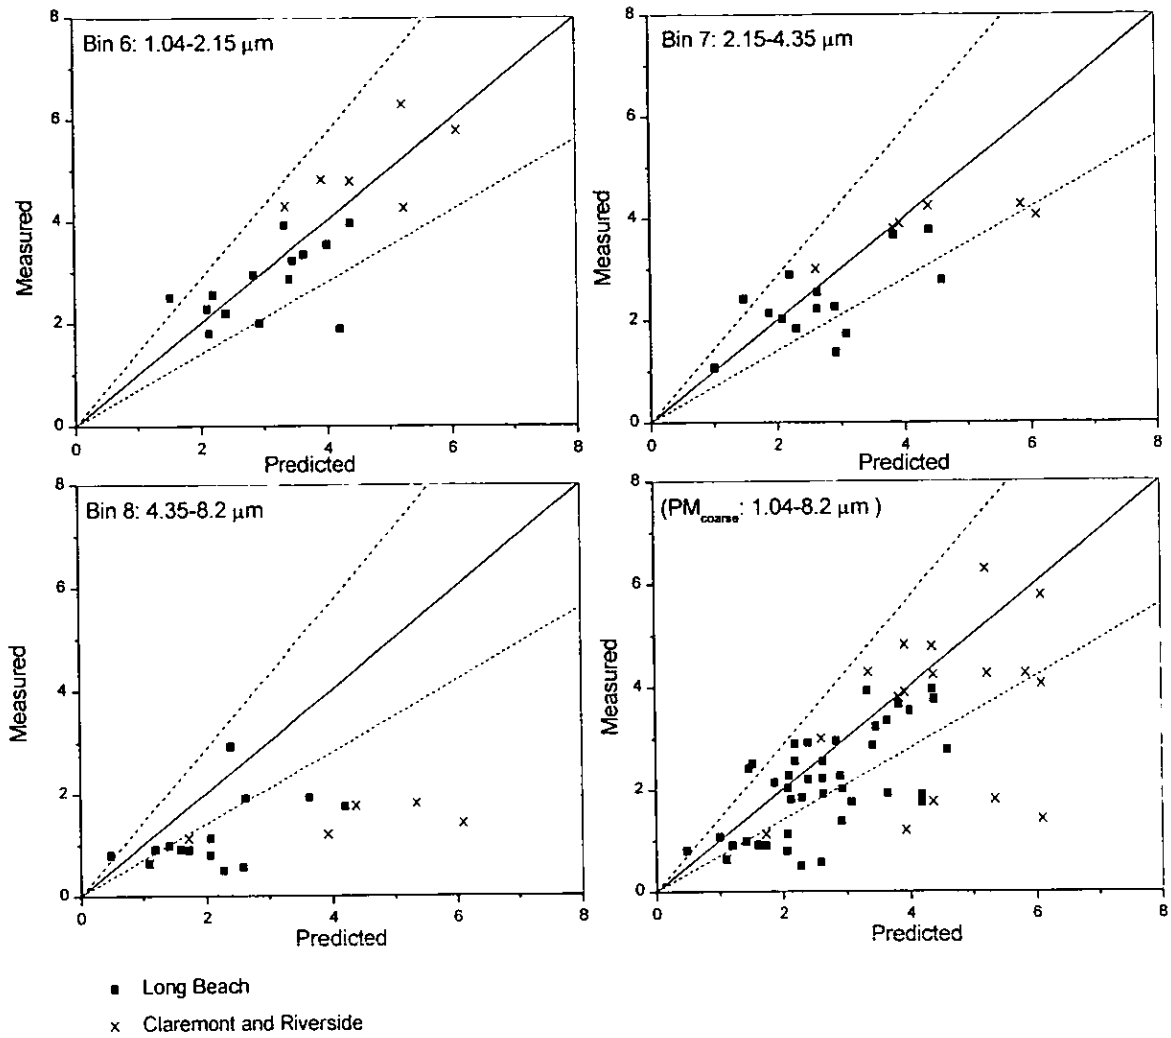 Bin 6: 1.04-2.15 μm
8
6
4
2
0
Measured
0 2 4 6 8
Predicted
Bin 7: 2.15-4.35 μm
8
6
4
2
0
Measured
0 2 4 6 8
Predicted
Bin 8: 4.35-8.2 μm
8
6
4
2
0
Measured
0 2 4 6 8
Predicted
(PMcoarse: 1.04-8.2 μm )
8
6
4
2
0
Measured
0 2 4 6 8
Predicted
Long Beach
Claremont and Riverside